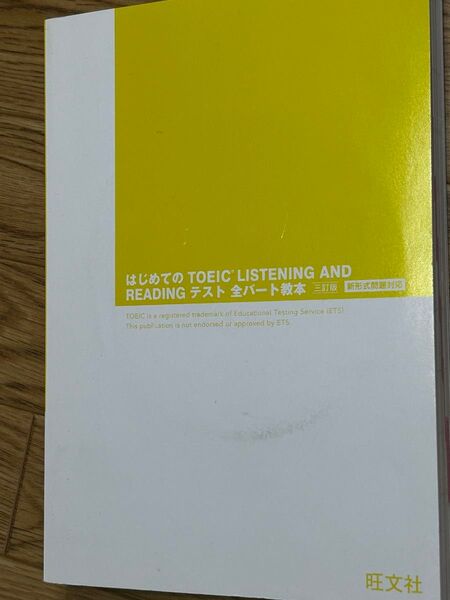 はじめての TOEIC® LISTENING AND
READING テスト 全パート教本 三訂版 新形式問題対応
TOEIC is a registered trademark of Educational Testing Service (ETS).
This publication is not endorsed or approved by ETS.
旺文社